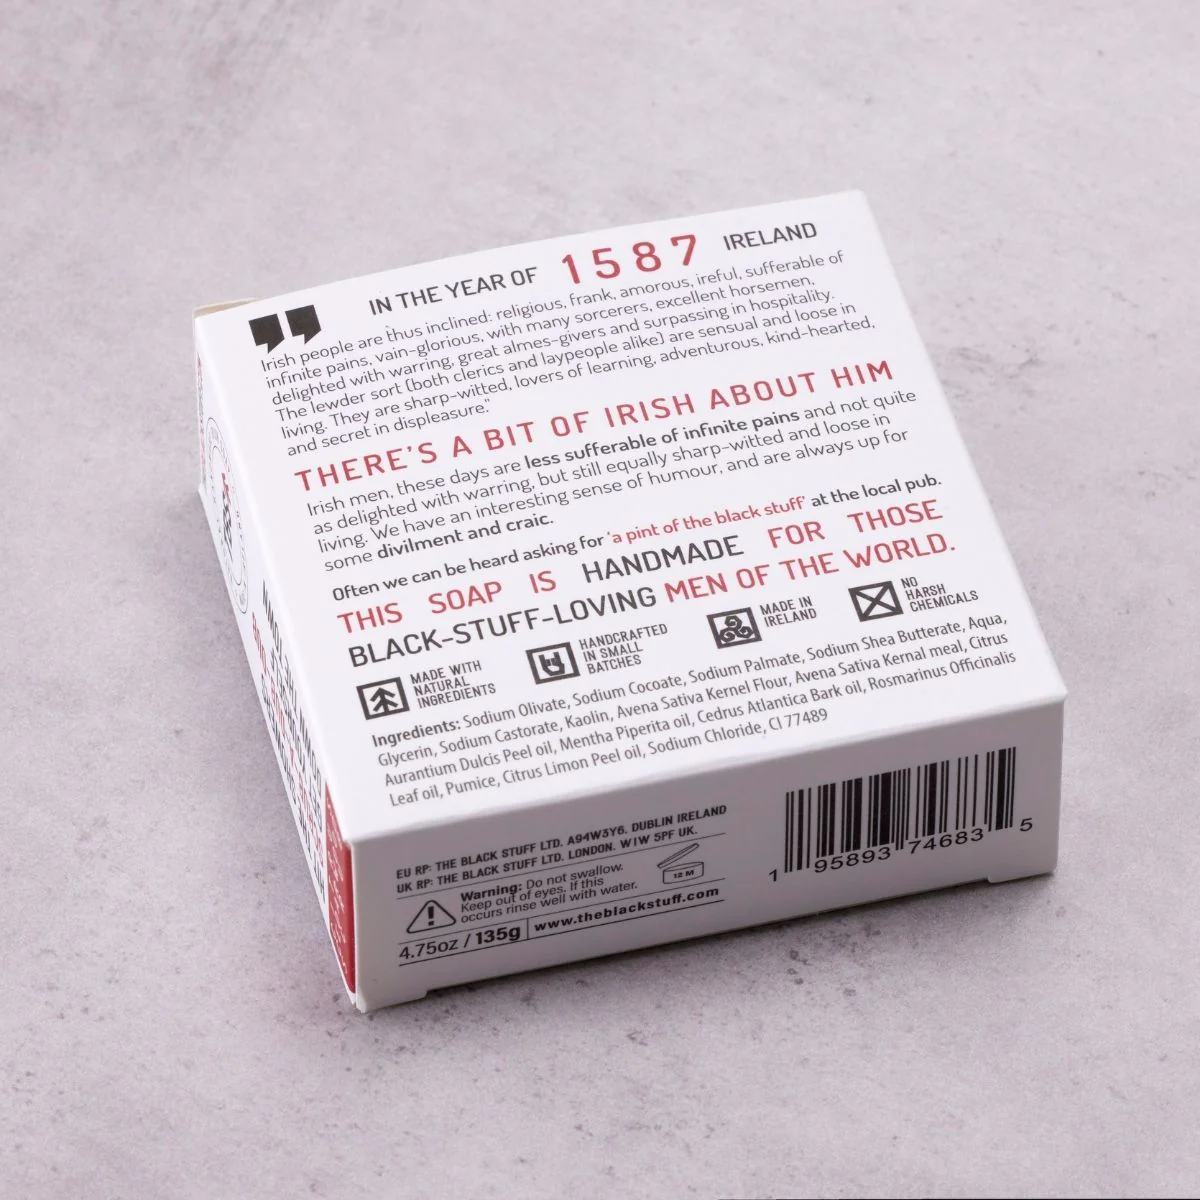 IN THE YEAR OF 1587 IRELAND
"
Irish people are thus inclined: religious, frank, amorous, ireful, sufferable of
infinite pains, vain-glorious, with many sorcerers, excellent horsemen,
delighted with warring, great almes-givers and surpassing in hospitality.
The lewder sort (both clerics and laypeople alike) are sensual and loose in
living. They are sharp-witted, lovers of learning, adventurous, kind-hearted,
and secret in displeasure."
THERE'S A BIT OF IRISH ABOUT HIM
Irish men, these days are less sufferable of infinite pains and not quite
as delighted with warring, but still equally sharp-witted and loose in
living. We have an interesting sense of humour, and are always up for
some divilment and craic.
Often we can be heard asking for 'a pint of the black stuff' at the local pub.
THIS SOAP IS HANDMADE FOR THOSE
BLACK-STUFF-LOVING MEN OF THE WORLD.
MADE WITH
NATURAL
INGREDIENTS
HANDCRAFTED
IN SMALL
BATCHES
MADE IN
IRELAND
NO
HARSH
CHEMICALS
Ingredients: Sodium Olivate, Sodium Cocoate, Sodium Palmate, Sodium Shea Butterate, Aqua,
Glycerin, Sodium Castorate, Kaolin, Avena Sativa Kernel Flour, Avena Sativa Kernal meal, Citrus
Aurantium Dulcis Peel oil, Mentha Piperita oil, Cedrus Atlantica Bark oil, Rosmarinus Officinalis
Leaf oil, Pumice, Citrus Limon Peel oil, Sodium Chloride, CI 77489
EU RP: THE BLACK STUFF LTD. A94W3Y6. DUBLIN IRELAND
UK RP: THE BLACK STUFF LTD. LONDON. W1W 5PF UK.
Warning: Do not swallow.
Keep out of eyes. If this
occurs rinse well with water.
12 M
4.75oz / 135g
www.theblackstuff.com
1 95893 74683 5